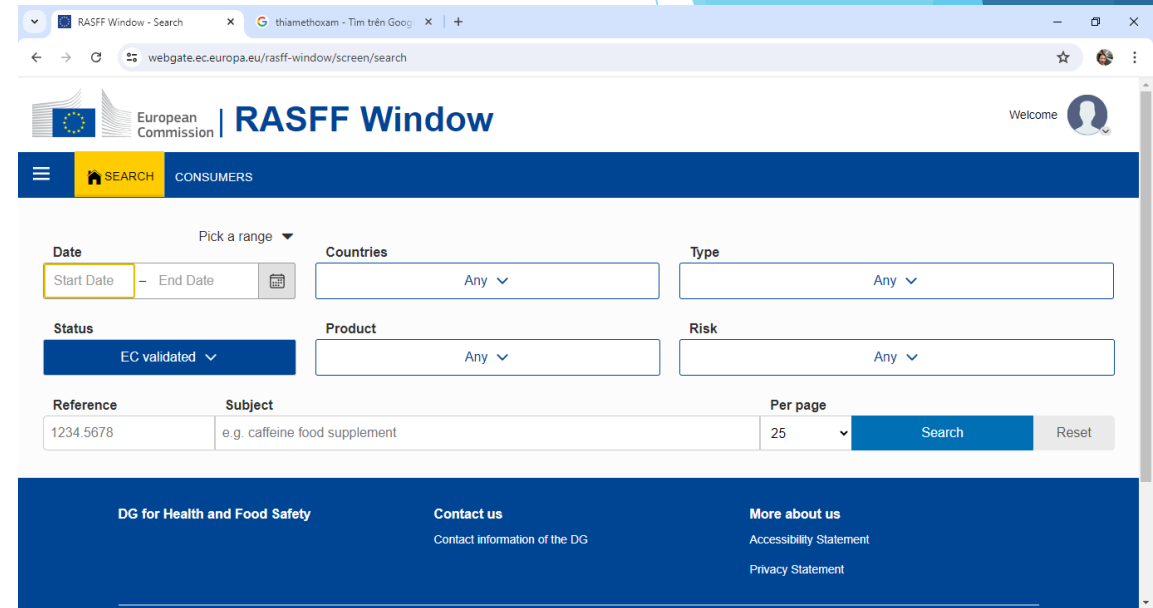 RASFF Window - Search
thiamethoxam - Tìm trên Goog
webgate.ec.europa.eu/rasff-window/screen/search
European
Commission
RASFF Window
Welcome
SEARCH
CONSUMERS
Pick a range
Date
Countries
Type
Start Date – End Date
Any
Any
Status
Product
Risk
EC validated
Any
Any
Reference
Subject
Per page
1234.5678
e.g. caffeine food supplement
25
Search
Reset
DG for Health and Food Safety
Contact us
More about us
Contact information of the DG
Accessibility Statement
Privacy Statement